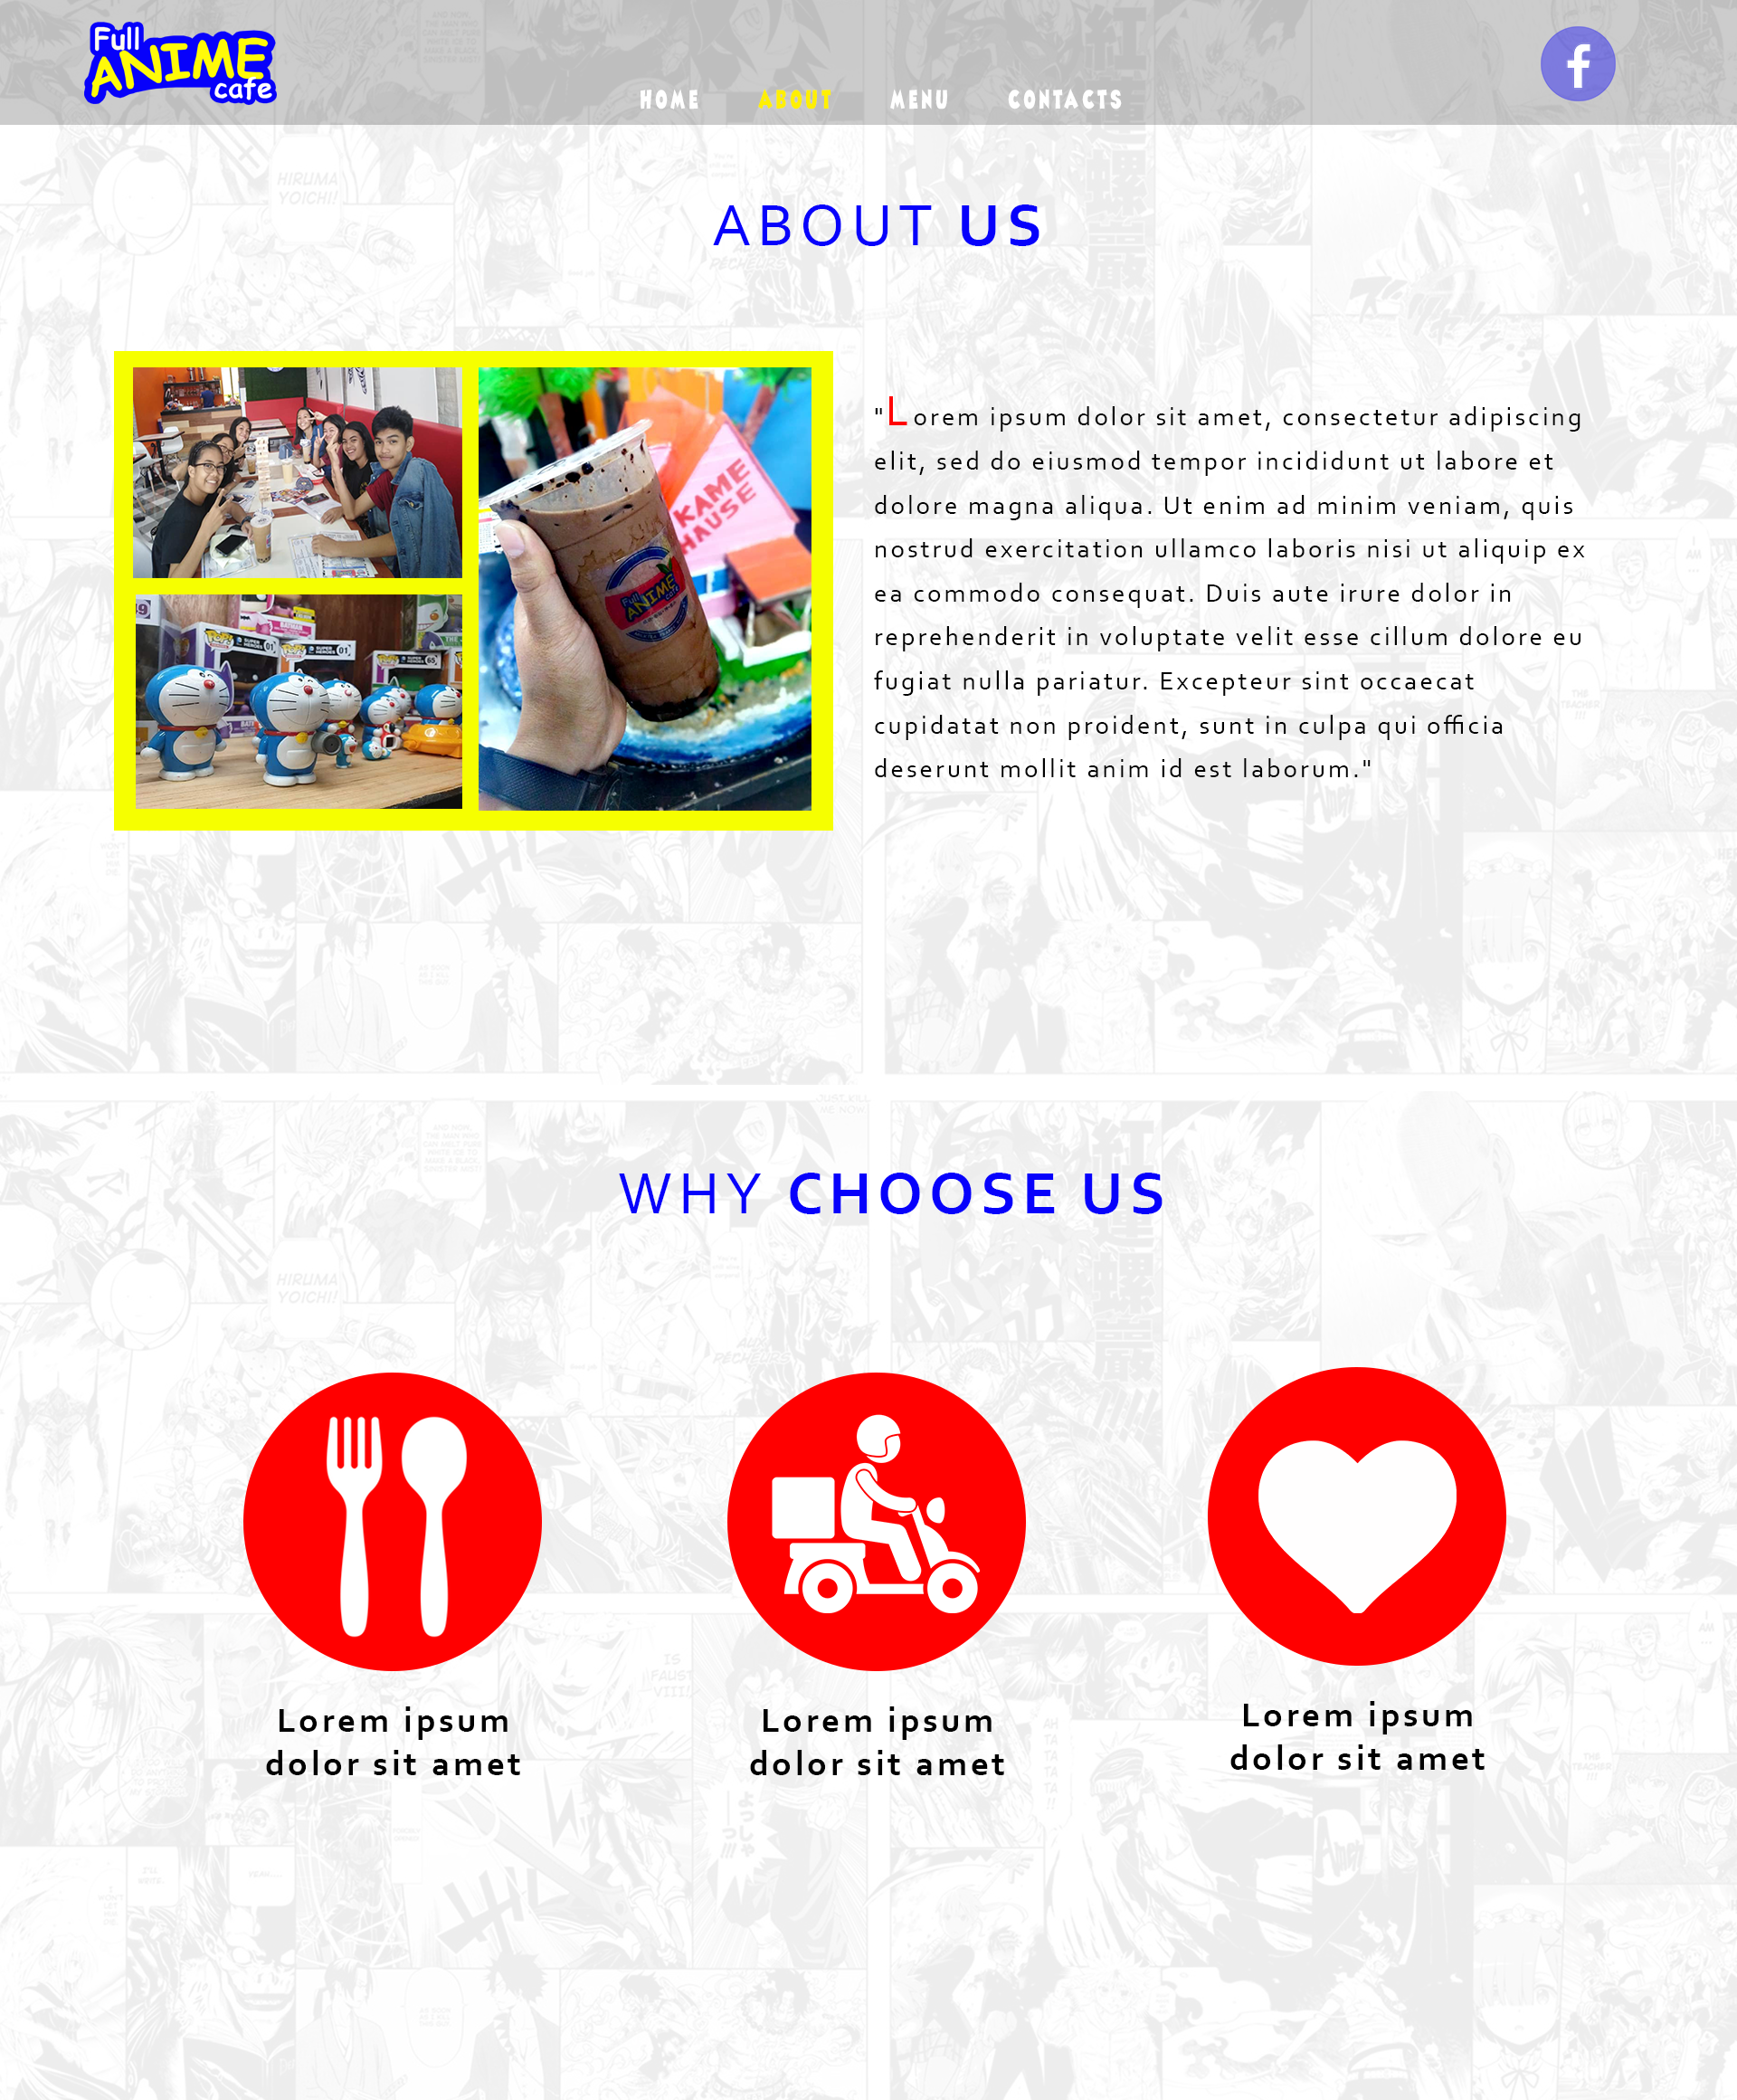 Full
ANIME
cafe
HOME ABOUT MENU CONTACTS
f
HIRUMA
YOICHI!
ABOUT US
"Lorem ipsum dolor sit amet, consectetur adipiscing
elit, sed do eiusmod tempor incididunt ut labore et
dolore magna aliqua. Ut enim ad minim veniam, quis
nostrud exercitation ullamco laboris nisi ut aliquip ex
ea commodo consequat. Duis aute irure dolor in
reprehenderit in voluptate velit esse cillum dolore eu
fugiat nulla pariatur. Excepteur sint occaecat
cupidatat non proident, sunt in culpa qui officia
deserunt mollit anim id est laborum."
KAME
HAUSE
Full
ANIME
cafe
WHY CHOOSE US
HIRUMA
YOICHI!
Lorem ipsum
dolor sit amet
Lorem ipsum
dolor sit amet
Lorem ipsum
dolor sit amet